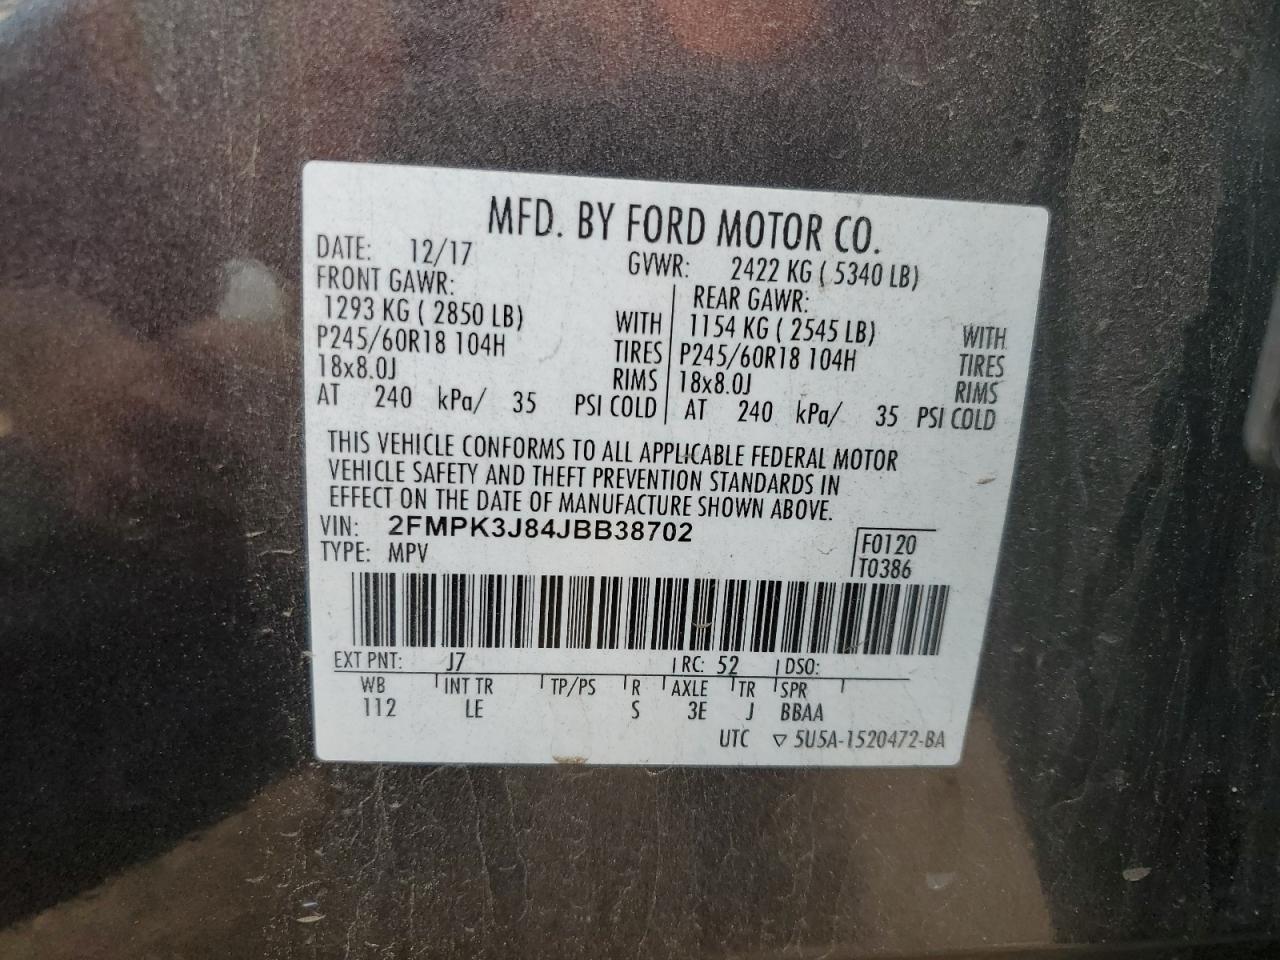 MFD. BY FORD MOTOR CO.
DATE: 12/17 GVWR: 2422 KG ( 5340 LB)
FRONT GAWR: REAR GAWR:
1293 KG ( 2850 LB) WITH 1154 KG ( 2545 LB) WITH
P245/60R18 104H TIRES P245/60R18 104H TIRES
18x8.0J RIMS 18x8.0J RIMS
AT 240 kPa/ 35 PSI COLD AT 240 kPa/ 35 PSI COLD
THIS VEHICLE CONFORMS TO ALL APPLICABLE FEDERAL MOTOR
VEHICLE SAFETY AND THEFT PREVENTION STANDARDS IN
EFFECT ON THE DATE OF MANUFACTURE SHOWN ABOVE.
VIN: 2FMPK3J84JBB38702
TYPE: MPV
F0120
T0386
EXT PNT: J7 RC: 52 DSO:
WB INT TR TP/PS R AXLE TR SPR
112 LE S 3E J BBAA
UTC ▽ 5U5A-1520472-BA